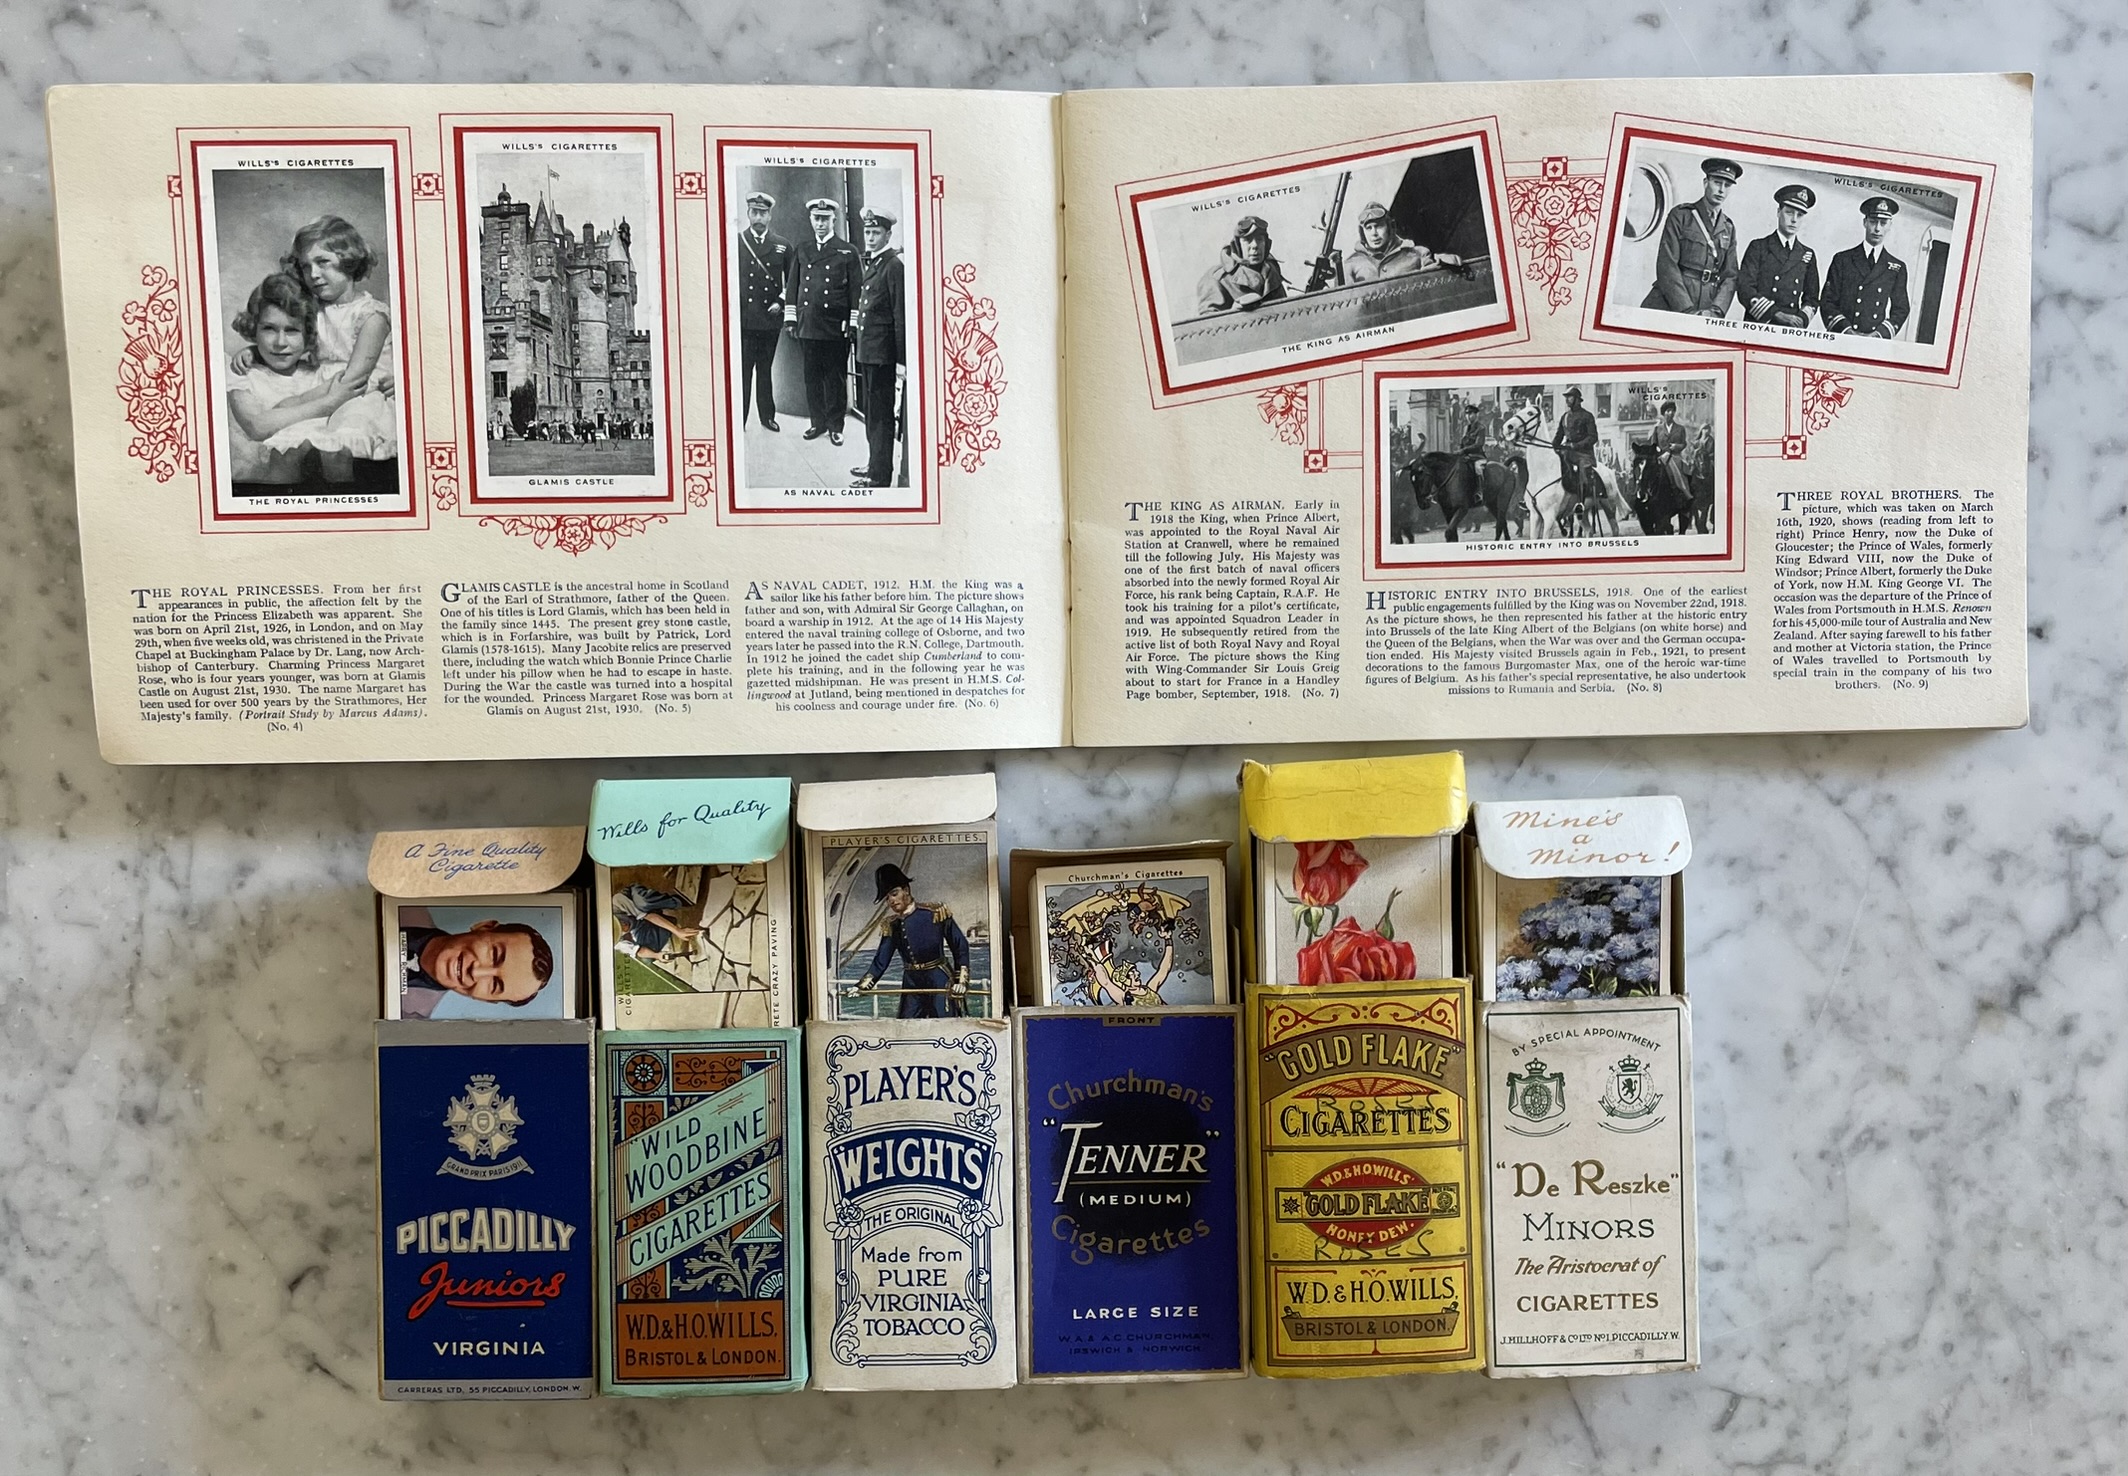 WILL'S'S CIGARETTES
THE ROYAL PRINCESSES
WILLS'S CIGARETTES
GLAMIS CASTLE
WILLS'S CIGARETTES
AS NAVAL CADET
THE ROYAL PRINCESSES. From her first
appearances in public, the affection felt by the
nation for the Princess Elizabeth was apparent. She
was born on April 21st, 1926, in London, and on May
29th, when five weeks old, was christened in the Private
Chapel at Buckingham Palace by Dr. Lang, now Arch-
bishop of Canterbury. Charming Princess Margaret
Rose, who is four years younger, was born at Glamis
Castle on August 21st, 1930. The name Margaret has
been used for over 500 years by the Strathmores, Her
Majesty's family. (Portrait Study by Marcus Adams).
(No. 4)
GLAMIS CASTLE is the ancestral home in Scotland
of the Earl of Strathmore, father of the Queen.
One of his titles is Lord Glamis, which has been held in
the family since 1445. The present grey stone castle,
which is in Forfarshire, was built by Patrick, Lord
Glamis (1578-1615). Many Jacobite relics are preserved
there, including the watch which Bonnie Prince Charlie
left under his pillow when he had to escape in haste.
During the War the castle was turned into a hospital
for the wounded. Princess Margaret Rose was born at
Glamis on August 21st, 1930. (No. 5)
AS NAVAL CADET, 1912. H.M. the King was a
sailor like his father before him. The picture shows
father and son, with Admiral Sir George Callaghan, on
board a warship in 1912. At the age of 14 His Majesty
entered the naval training college of Osborne, and two
years later he passed into the R.N. College, Dartmouth.
In 1912 he joined the cadet ship Cumberland to com-
plete his training, and in the following year he was
gazetted midshipman. He was present in H.M.S. Col-
lingwood at Jutland, being mentioned in despatches for
his coolness and courage under fire. (No. 6)
WILLS'S CIGARETTES
THE KING AS AIRMAN
WILLS'S CIGARETTES
THREE ROYAL BROTHERS
WILLS'S
CIGARETTES
HISTORIC ENTRY INTO BRUSSELS
THE KING AS AIRMAN. Early in
1918 the King, when Prince Albert,
was appointed to the Royal Naval Air
Station at Cranwell, where he remained
till the following July. His Majesty was
one of the first batch of naval officers
absorbed into the newly formed Royal Air
Force, his rank being Captain, R.A.F. He
took his training for a pilot's certificate,
and was appointed Squadron Leader in
1919. He subsequently retired from the
active list of both Royal Navy and Royal
Air Force. The picture shows the King
with Wing-Commander Sir Louis Greig
about to start for France in a Handley
Page bomber, September, 1918. (No. 7)
HISTORIC ENTRY INTO BRUSSELS, 1918. One of the earliest
public engagements fulfilled by the King was on November 22nd, 1918.
As the picture shows, he then represented his father at the historic entry
into Brussels of the late King Albert of the Belgians (on white horse) and
the Queen of the Belgians, when the War was over and the German occupa-
tion ended. His Majesty visited Brussels again in Feb., 1921, to present
decorations to the famous Burgomaster Max, one of the heroic war-time
figures of Belgium. As his father's special representative, he also undertook
missions to Rumania and Serbia. (No. 8)
THREE ROYAL BROTHERS. The
picture, which was taken on March
16th, 1920, shows (reading from left to
right) Prince Henry, now the Duke of
Gloucester; the Prince of Wales, formerly
King Edward VIII, now the Duke of
Windsor; Prince Albert, formerly the Duke
of York, now H.M. King George VI. The
occasion was the departure of the Prince of
Wales from Portsmouth in H.M.S. Renown
for his 45,000-mile tour of Australia and New
Zealand. After saying farewell to his father
and mother at Victoria station, the Prince
of Wales travelled to Portsmouth by
special train in the company of his two
brothers. (No. 9)
A Fine Quality
Cigarette
HARRY RICHMAN
GRAND PRIX PARIS 1911
PICCADILLY
Juniors
VIRGINIA
CARRERAS LTD, 55 PICCADILLY, LONDON. W.
Wills for Quality
WILLS'S
CIGARETTES
RETE CRAZY PAVING
"WILD
WOODBINE"
CIGARETTES
W.D.&H.O.WILLS,
BRISTOL & LONDON.
PLAYER'S CIGARETTES.
PLAYER'S
"WEIGHTS"
THE ORIGINAL
Made from
PURE
VIRGINIA
TOBACCO
Churchman's Cigarettes
FRONT
Churchman's
"TENNER"
(MEDIUM)
Cigarettes
LARGE SIZE
W.A.& A.C. CHURCHMAN,
IPSWICH & NORWICH.
"GOLD FLAKE"
ROSES
CIGARETTES
W.D.&H.O.WILLS'
"GOLD FLAKE"
HONEY DEW.
ROSES
W.D.& H.O.WILLS,
BRISTOL & LONDON.
Mine's
a
Minor!
BY SPECIAL APPOINTMENT
"De Reszke"
MINORS
The Aristocrat of
CIGARETTES
J.MILLHOFF & CO LTD No1, PICCADILLY. W.